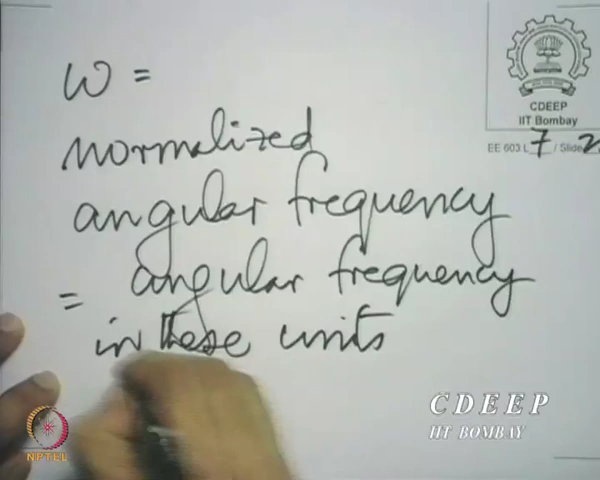 ω =
normalized
angular frequency
= angular frequency
in these units
CDEEP
IIT Bombay
EE 603 L 7 / Slide 2
CDEEP
IIT BOMBAY
NPTEL